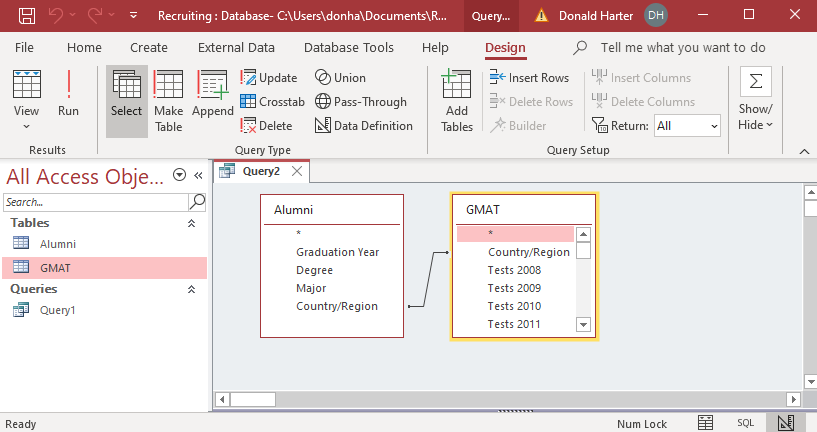 Recruiting : Database- C:\Users\donha\Documents\R... Query... Donald Harter DH
File Home Create External Data Database Tools Help Design Tell me what you want to do
View Run Select Make Table Append Update Crosstab Delete Union Pass-Through Data Definition Add Tables Insert Rows Delete Rows Builder Insert Columns Delete Columns Return: All Σ Show/ Hide
Results Query Type Query Setup
All Access Obje...
Search...
Tables
Alumni
GMAT
Queries
Query1
Query2
Alumni
*
Graduation Year
Degree
Major
Country/Region
GMAT
*
Country/Region
Tests 2008
Tests 2009
Tests 2010
Tests 2011
Ready Num Lock SQL